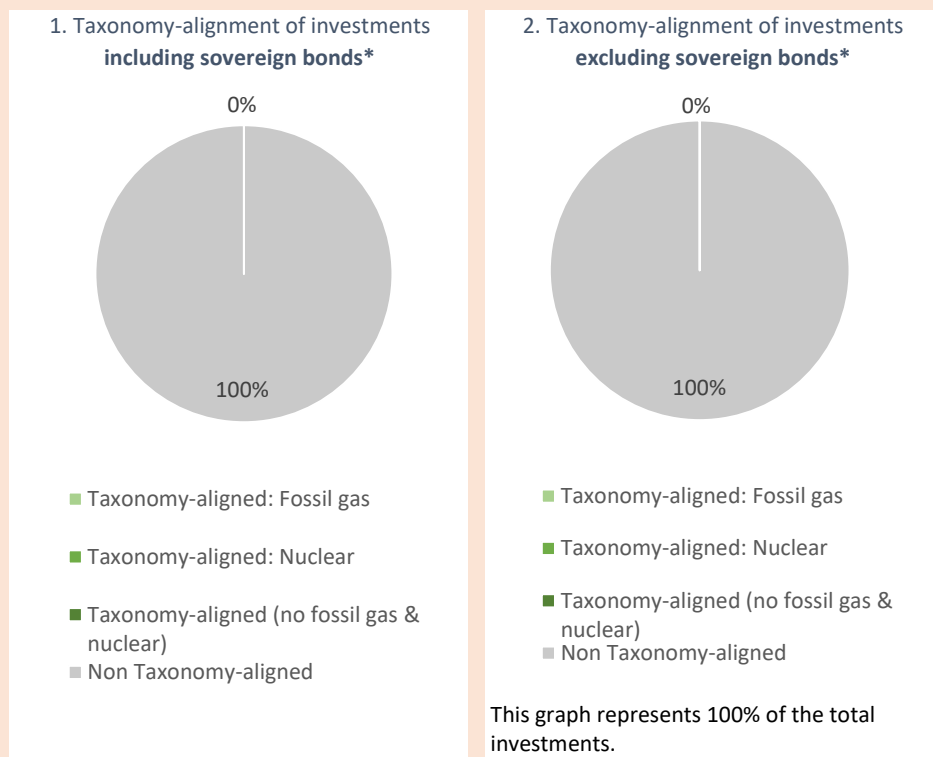 1. Taxonomy-alignment of investments
including sovereign bonds*
0%
100%
Taxonomy-aligned: Fossil gas
Taxonomy-aligned: Nuclear
Taxonomy-aligned (no fossil gas &
nuclear)
Non Taxonomy-aligned
2. Taxonomy-alignment of investments
excluding sovereign bonds*
0%
100%
Taxonomy-aligned: Fossil gas
Taxonomy-aligned: Nuclear
Taxonomy-aligned (no fossil gas &
nuclear)
Non Taxonomy-aligned
This graph represents 100% of the total
investments.